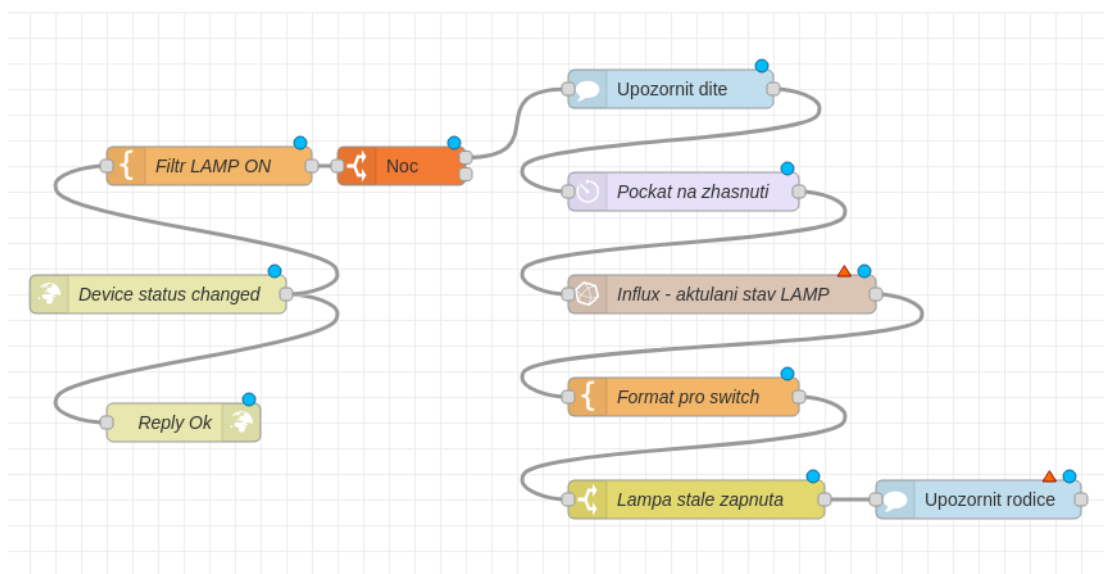 Upozornit dite
Filtr LAMP ON
Noc
Pockat na zhasnuti
Device status changed
Influx - aktulani stav LAMP
Format pro switch
Reply Ok
Lampa stale zapnuta
Upozornit rodice